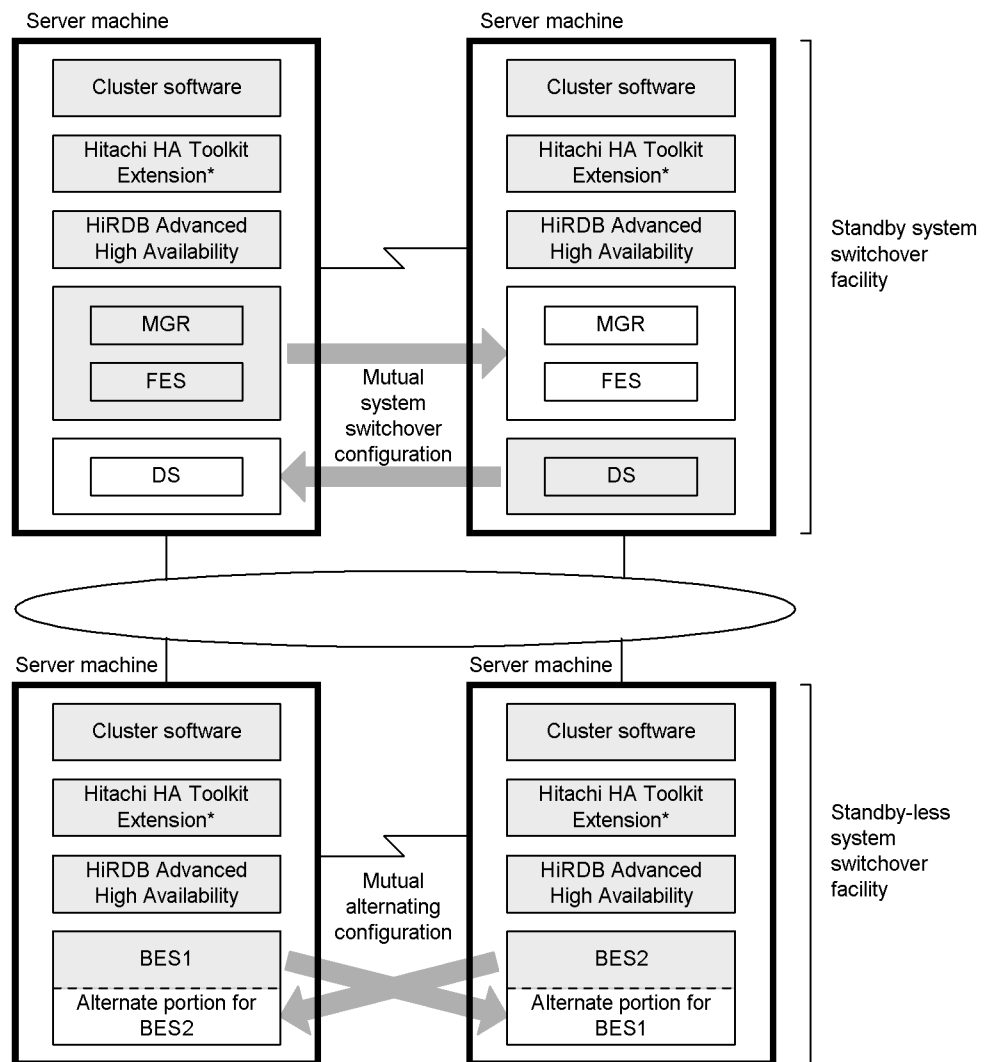 Server machine
Server machine
Cluster software
Hitachi HA Toolkit
Extension*
HiRDB Advanced
High Availability
MGR
FES
DS
Cluster software
Hitachi HA Toolkit
Extension*
HiRDB Advanced
High Availability
MGR
FES
DS
Mutual
system
switchover
configuration
Standby system
switchover
facility
Server machine
Server machine
Cluster software
Hitachi HA Toolkit
Extension*
HiRDB Advanced
High Availability
BES1
Alternate portion for
BES2
Mutual
alternating
configuration
Cluster software
Hitachi HA Toolkit
Extension*
HiRDB Advanced
High Availability
BES2
Alternate portion for
BES1
Standby-less
system
switchover
facility